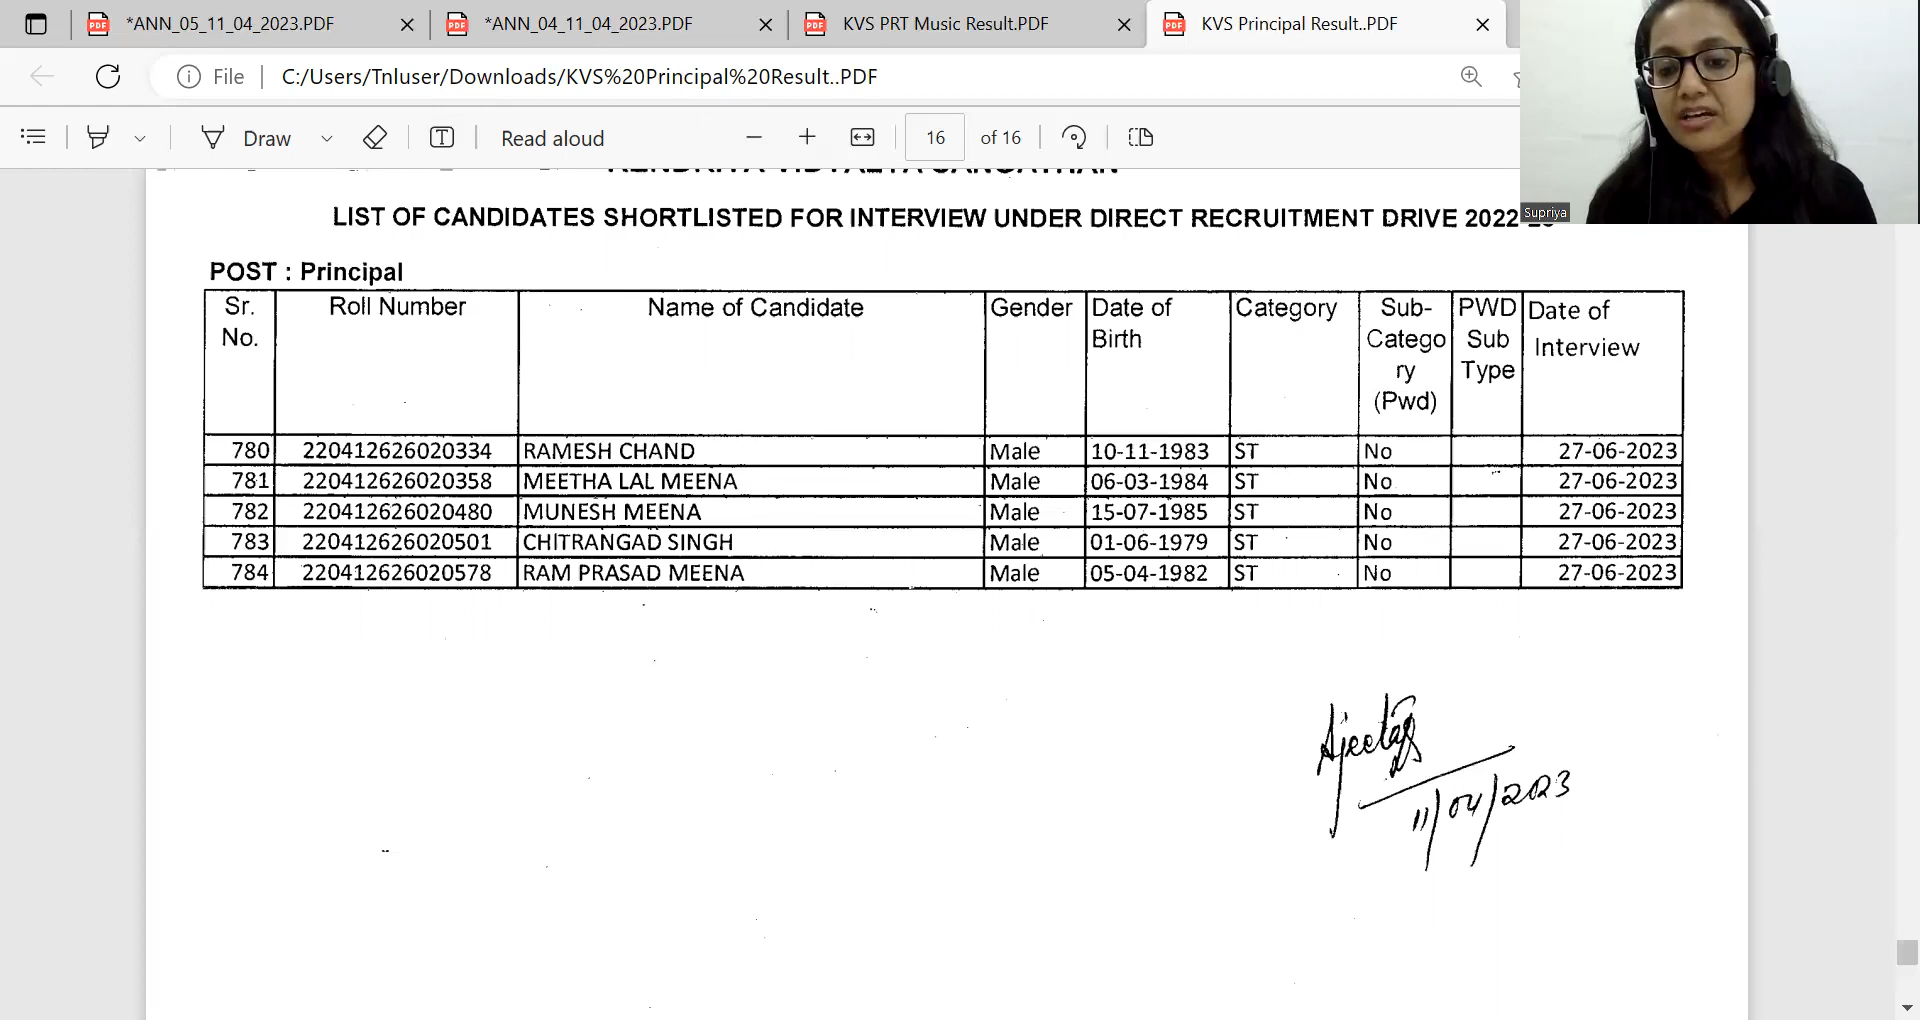 *ANN_05_11_04_2023.PDF *ANN_04_11_04_2023.PDF KVS PRT Music Result.PDF KVS Principal Result..PDF
File C:/Users/Tnluser/Downloads/KVS%20Principal%20Result..PDF
Draw Read aloud 16 of 16
Supriya
LIST OF CANDIDATES SHORTLISTED FOR INTERVIEW UNDER DIRECT RECRUITMENT DRIVE 2022-
POST : Principal
Sr. No. Roll Number Name of Candidate Gender Date of Birth Category Sub-Category (Pwd) PWD Sub Type Date of Interview
780 220412626020334 RAMESH CHAND Male 10-11-1983 ST No 27-06-2023
781 220412626020358 MEETHA LAL MEENA Male 06-03-1984 ST No 27-06-2023
782 220412626020480 MUNESH MEENA Male 15-07-1985 ST No 27-06-2023
783 220412626020501 CHITRANGAD SINGH Male 01-06-1979 ST No 27-06-2023
784 220412626020578 RAM PRASAD MEENA Male 05-04-1982 ST No 27-06-2023
11/04/2023